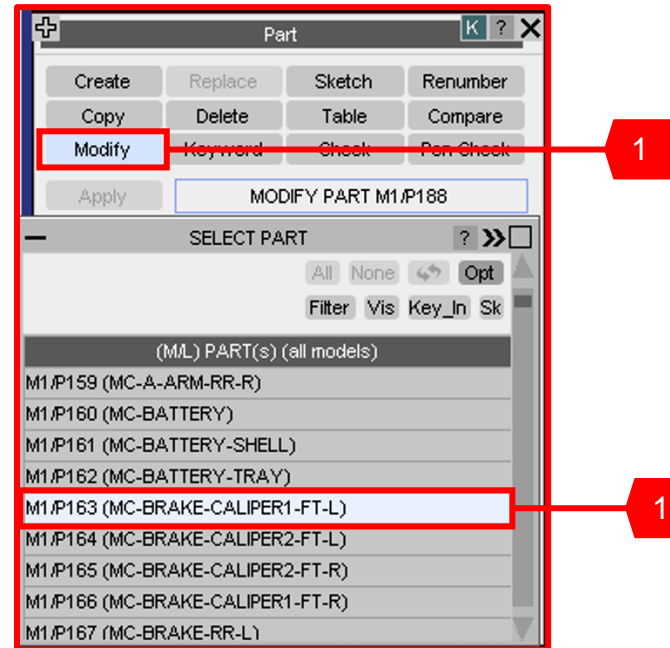 Part K ? X
Create Replace Sketch Renumber
Copy Delete Table Compare
Modify Keyword Check Pen Check 1
Apply MODIFY PART M1/P188
SELECT PART ?
All None Opt
Filter Vis Key_In Sk
(M/L) PART(s) (all models)
M1/P159 (MC-A-ARM-RR-R)
M1/P160 (MC-BATTERY)
M1/P161 (MC-BATTERY-SHELL)
M1/P162 (MC-BATTERY-TRAY)
M1/P163 (MC-BRAKE-CALIPER1-FT-L) 1
M1/P164 (MC-BRAKE-CALIPER2-FT-L)
M1/P165 (MC-BRAKE-CALIPER2-FT-R)
M1/P166 (MC-BRAKE-CALIPER1-FT-R)
M1/P167 (MC-BRAKE-RR-L)